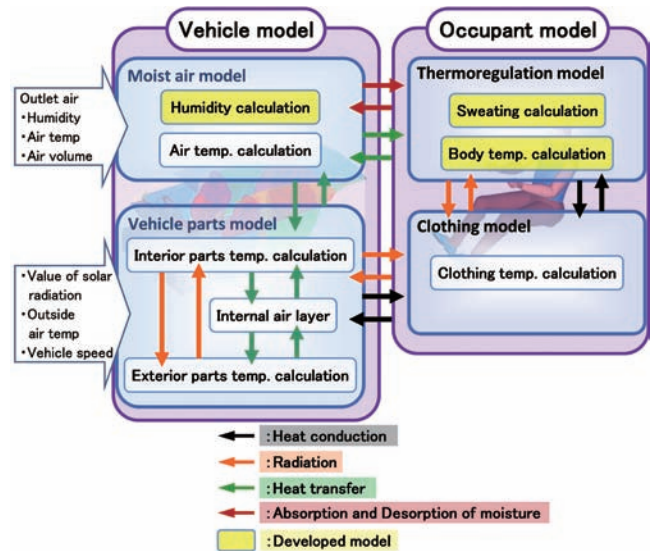 Vehicle model
Occupant model
Moist air model
Thermoregulation model
Outlet air
・Humidity
・Air temp
・Air volume
Humidity calculation
Air temp. calculation
Sweating calculation
Body temp. calculation
Vehicle parts model
Clothing model
Interior parts temp. calculation
Clothing temp. calculation
・Value of solar
radiation
・Outside
air temp
・Vehicle speed
Internal air layer
Exterior parts temp. calculation
:Heat conduction
:Radiation
:Heat transfer
:Absorption and Desorption of moisture
:Developed model